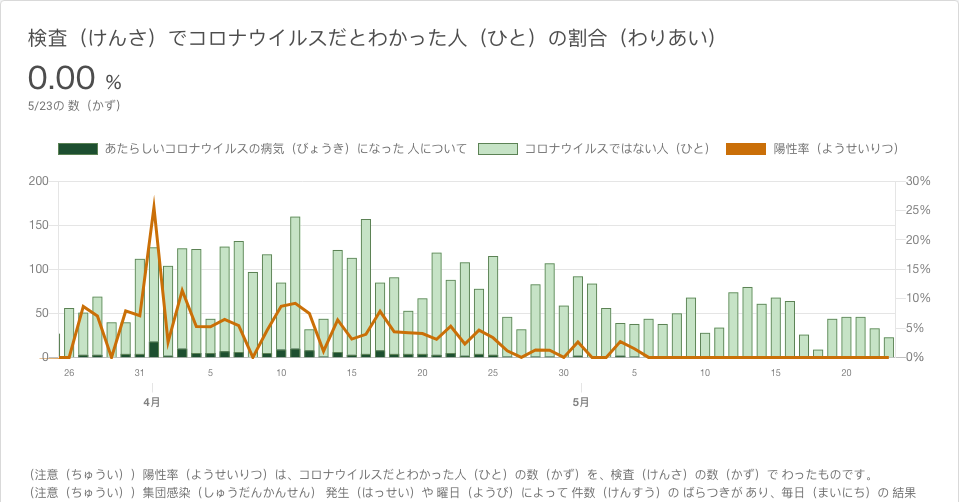 検査（けんさ）でコロナウイルスだとわかった人（ひと）の割合（わりあい）
0.00 %
5/23の 数（かず）
あたらしいコロナウイルスの病気（びょうき）になった 人について コロナウイルスではない人（ひと） 陽性率（ようせいりつ）
200 30%
25%
150 20%
100 15%
10%
50 5%
0 0%
26 31 5 10 15 20 25 30 5 10 15 20
4月 5月
（注意（ちゅうい））陽性率（ようせいりつ）は、コロナウイルスだとわかった人（ひと）の数（かず）を、検査（けんさ）の数（かず）で わったものです。
（注意（ちゅうい））集団感染（しゅうだんかんせん） 発生（はっせい）や 曜日（ようび）によって 件数（けんすう）の ばらつきが あり、毎日（まいにち）の 結果